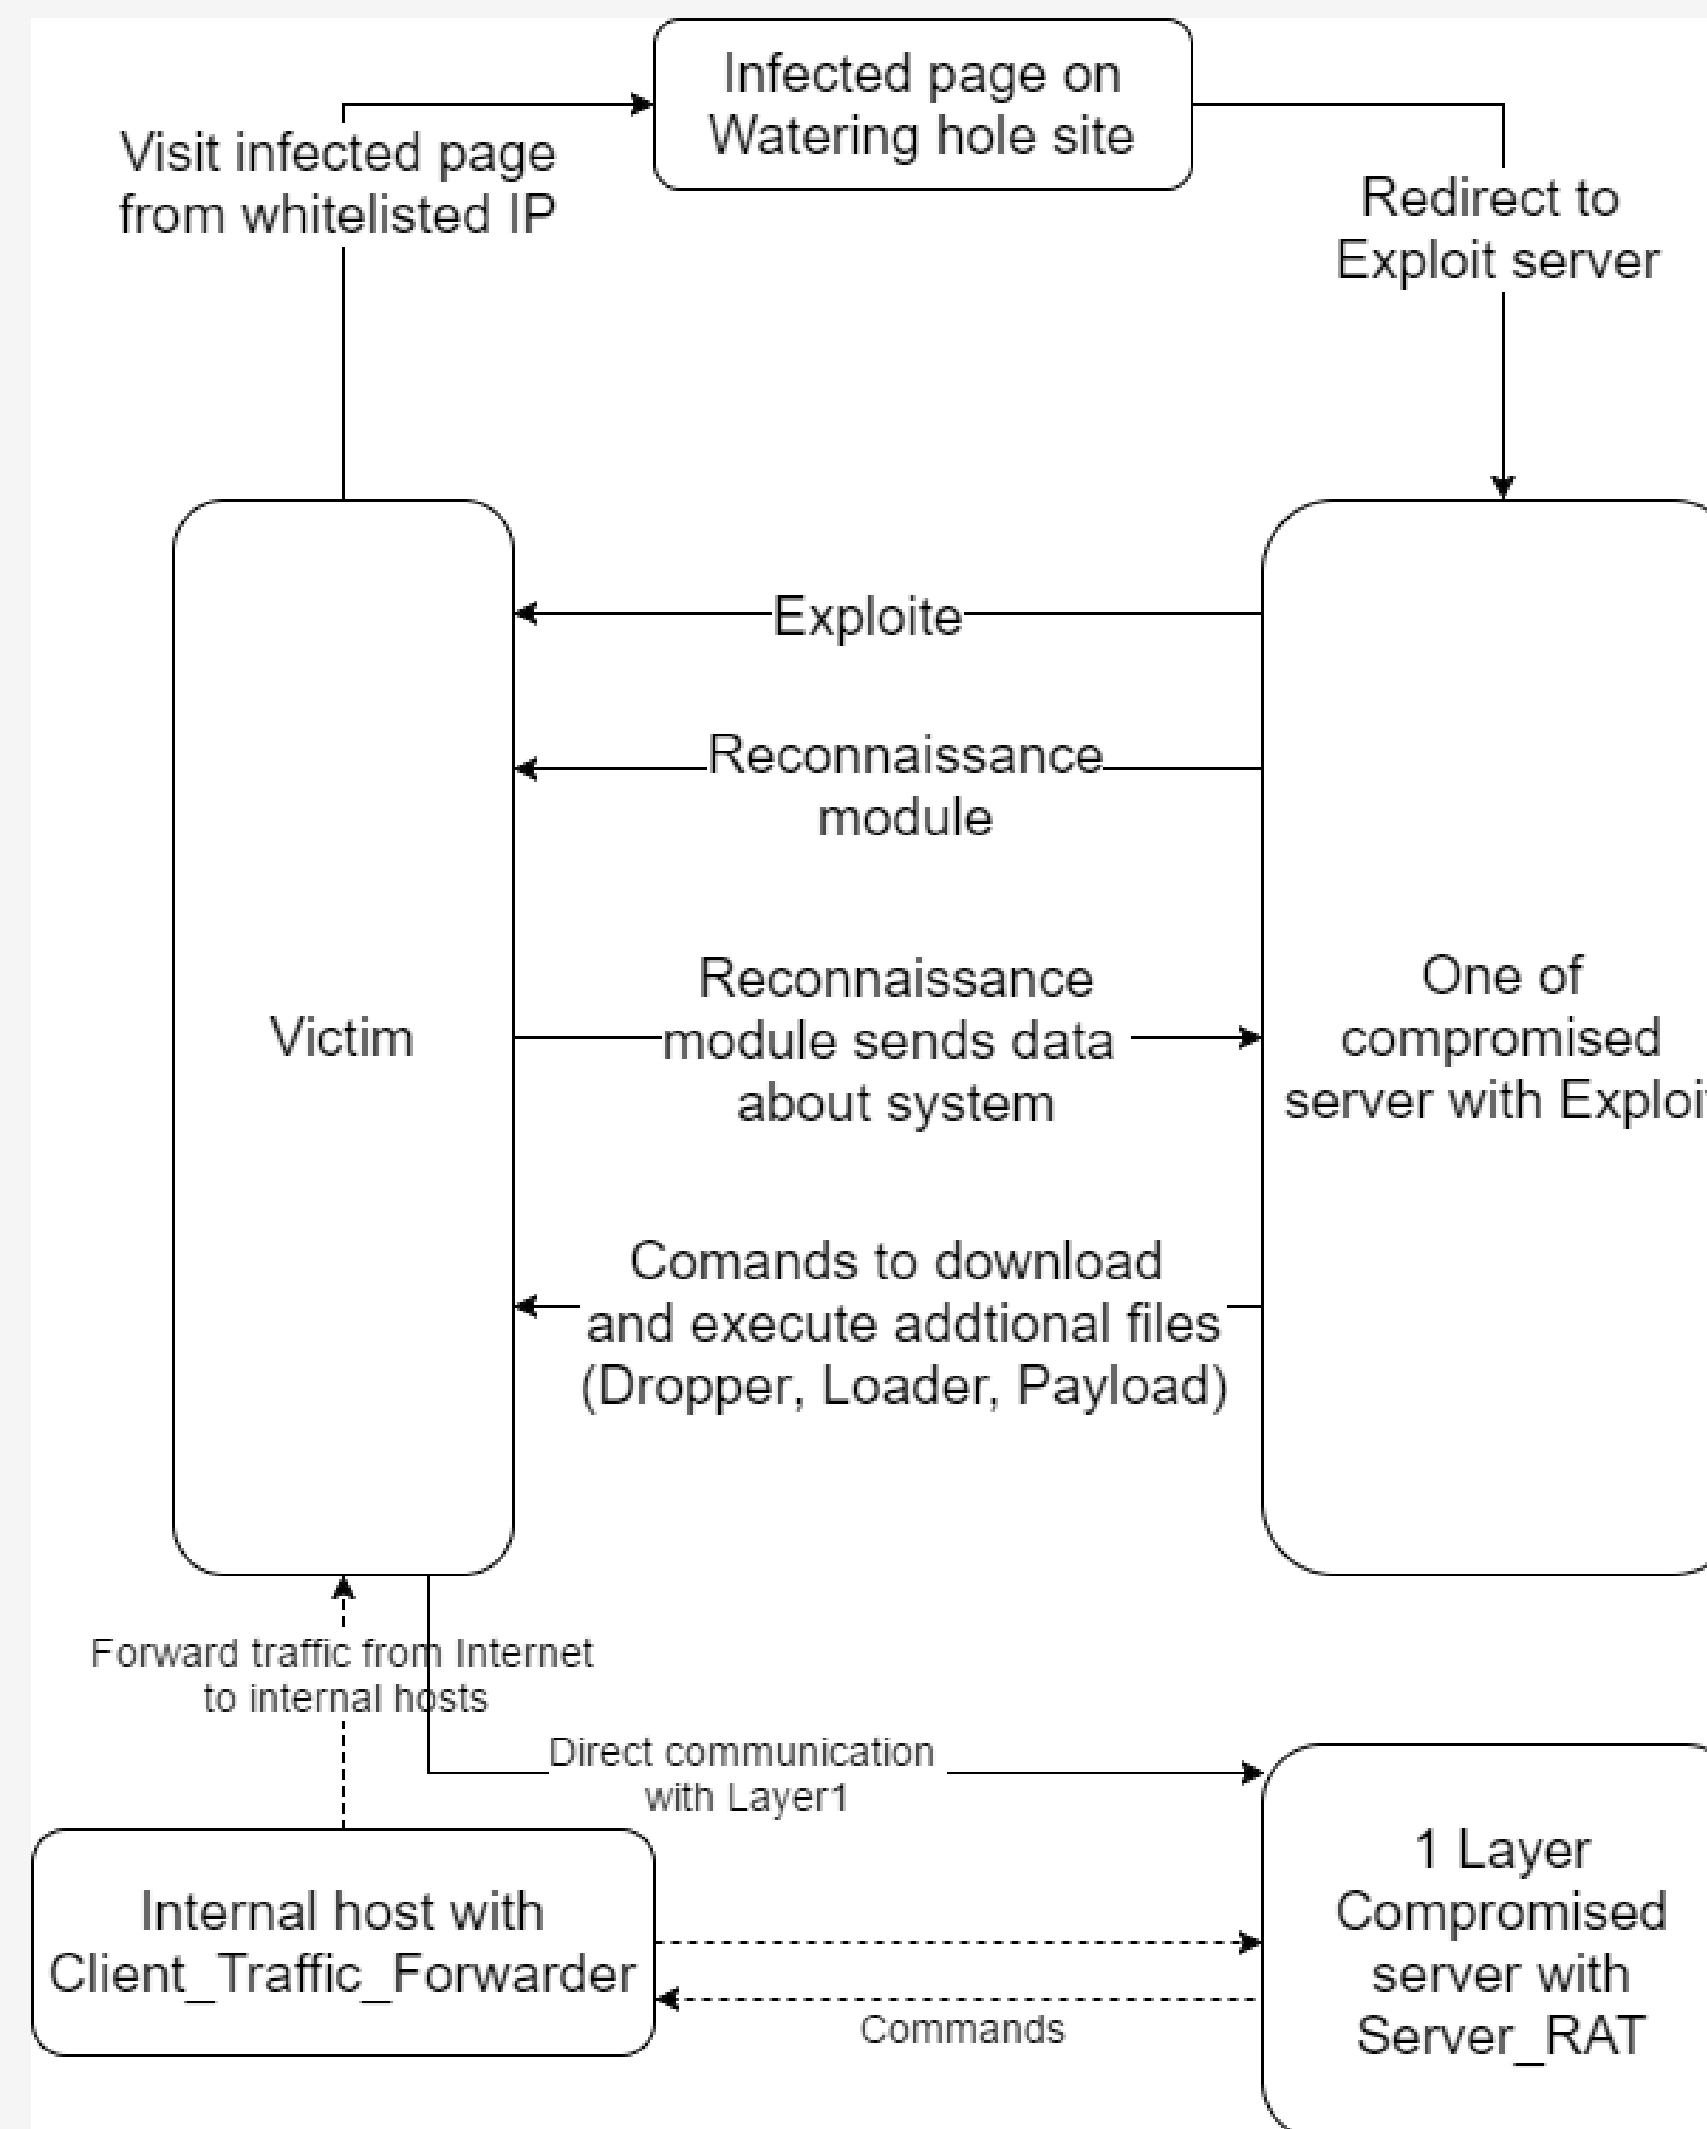 Infected page on
Watering hole site
Visit infected page
from whitelisted IP
Redirect to
Exploit server
Exploite
Reconnaissance
module
Victim
Reconnaissance
module sends data
about system
One of
compromised
server with Exploi
Comands to download
and execute addtional files
(Dropper, Loader, Payload)
Forward traffic from Internet
to internal hosts
Direct communication
with Layer1
Internal host with
Client_Traffic_Forwarder
1 Layer
Compromised
server with
Server_RAT
Commands